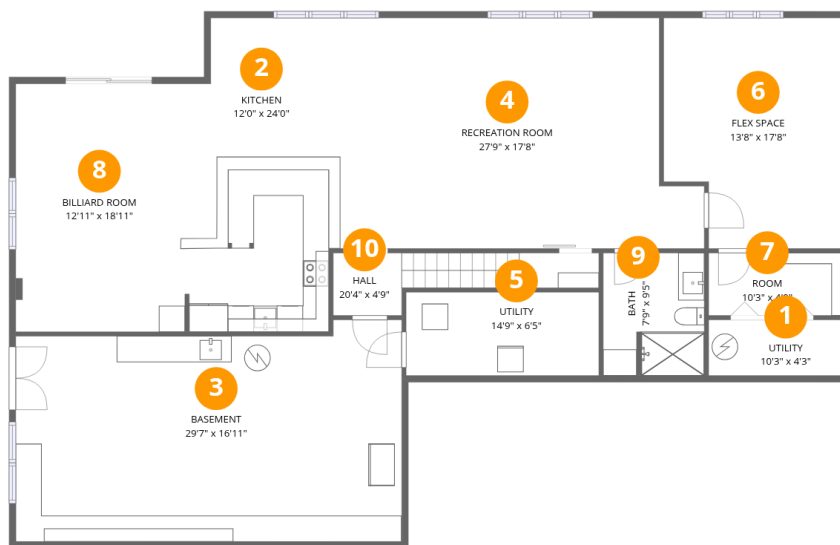 2
KITCHEN
12'0" x 24'0"
4
RECREATION ROOM
27'9" x 17'8"
6
FLEX SPACE
13'8" x 17'8"
8
BILLIARD ROOM
12'11" x 18'11"
10
HALL
20'4" x 4'9"
5
UTILITY
14'9" x 6'5"
9
BATH
7'9" x 9'5"
7
ROOM
10'3" x
1
UTILITY
10'3" x 4'3"
3
BASEMENT
29'7" x 16'11"